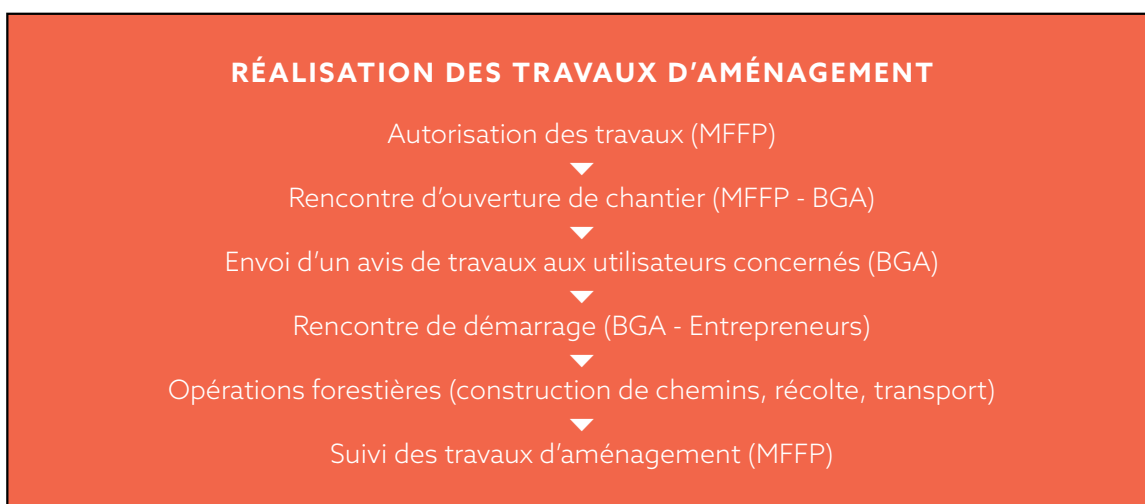 RÉALISATION DES TRAVAUX D’AMÉNAGEMENT
Autorisation des travaux (MFFP)
Rencontre d’ouverture de chantier (MFFP - BGA)
Envoi d’un avis de travaux aux utilisateurs concernés (BGA)
Rencontre de démarrage (BGA - Entrepreneurs)
Opérations forestières (construction de chemins, récolte, transport)
Suivi des travaux d’aménagement (MFFP)